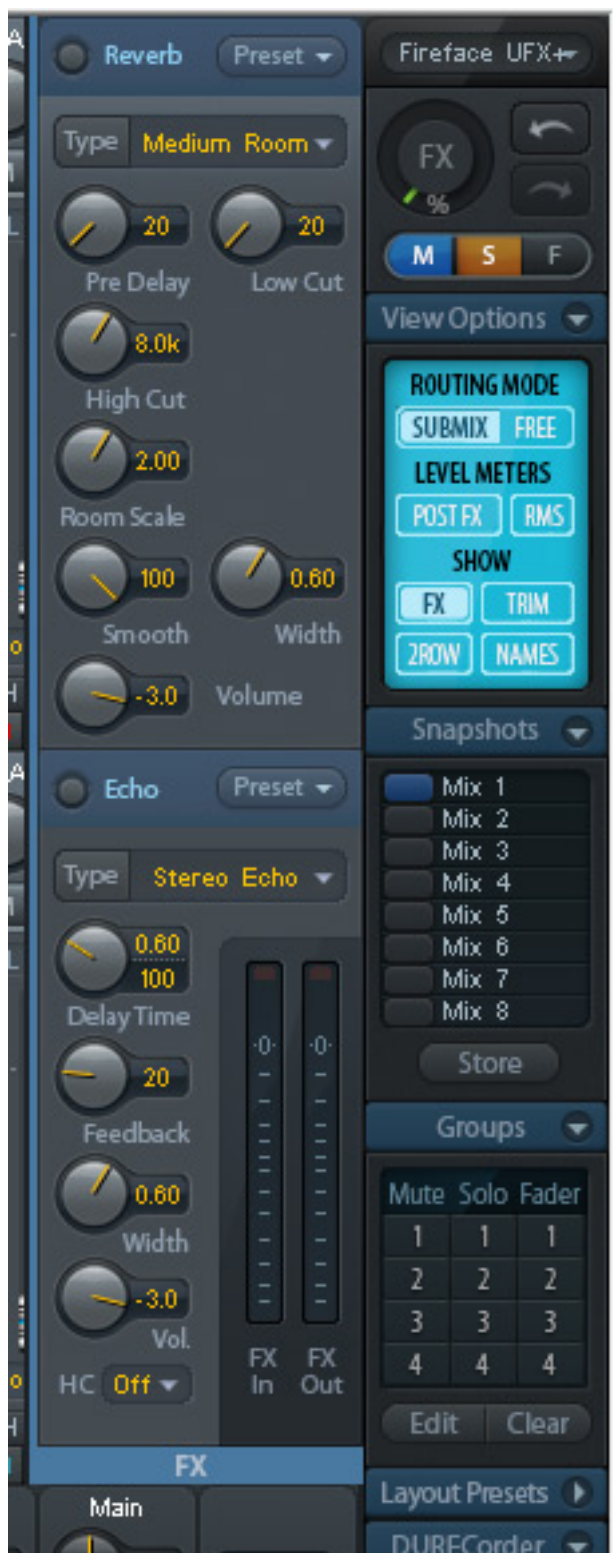 Reverb Preset
Type Medium Room
20 20
Pre Delay Low Cut
8.0k
High Cut
2.00
Room Scale
100 0.60
Smooth Width
-3.0 Volume
Echo Preset
Type Stereo Echo
0.60
100
Delay Time
20
Feedback
0.60
Width
-3.0
Vol.
HC Off
-0- -0-
FX FX
In Out
FX
Main
Fireface UFX+
FX
%
M S F
View Options
ROUTING MODE
SUBMIX FREE
LEVEL METERS
POST FX RMS
SHOW
FX TRIM
2ROW NAMES
Snapshots
Mix 1
Mix 2
Mix 3
Mix 4
Mix 5
Mix 6
Mix 7
Mix 8
Store
Groups
Mute Solo Fader
1 1 1
2 2 2
3 3 3
4 4 4
Edit Clear
Layout Presets
DURECorder